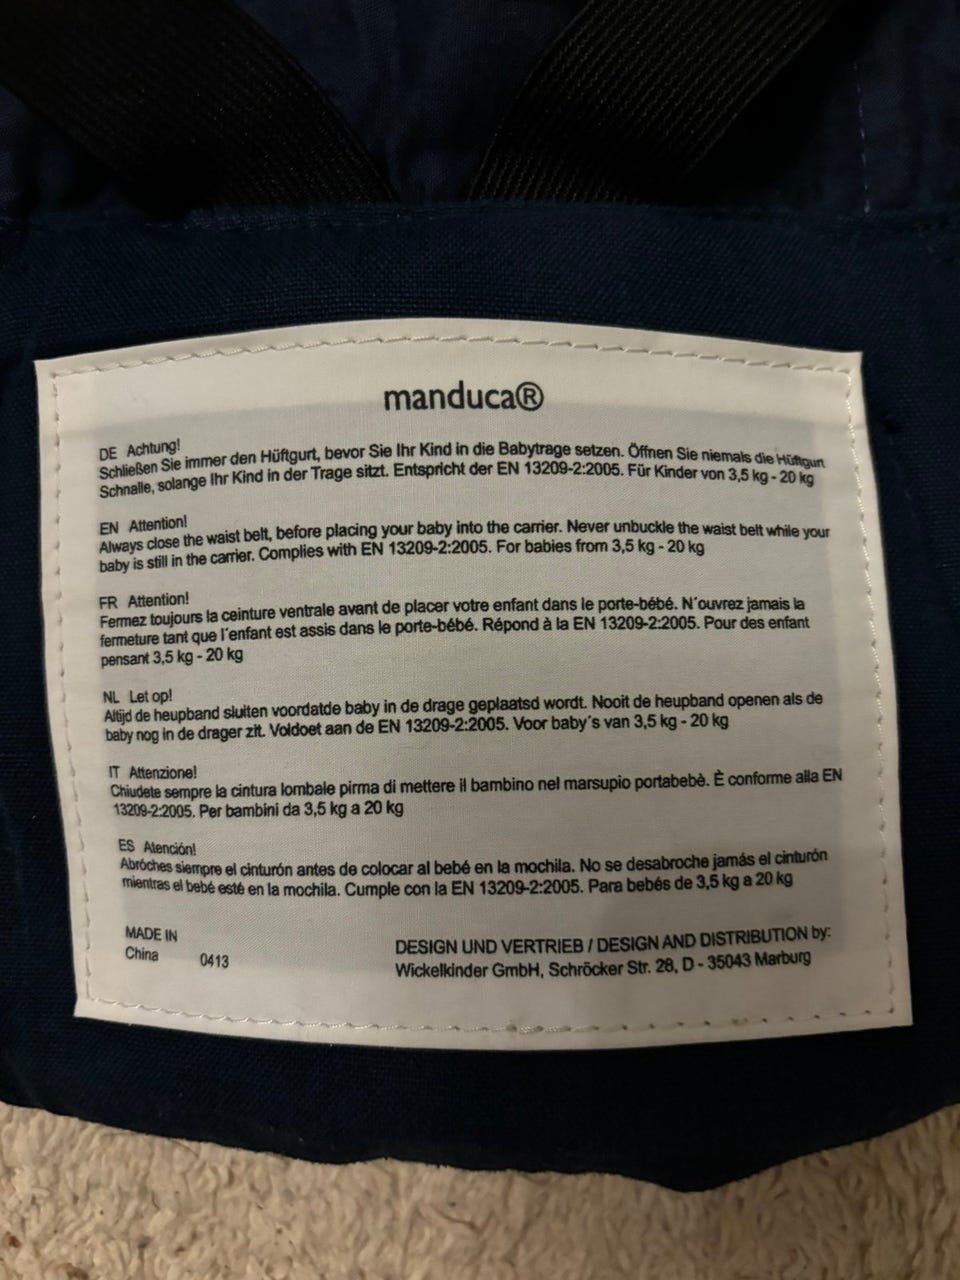 manduca®
DE Achtung!
Schließen Sie immer den Hüftgurt, bevor Sie Ihr Kind in die Babytrage setzen. Öffnen Sie niemals die Hüftgurt
Schnalle, solange Ihr Kind in der Trage sitzt. Entspricht der EN 13209-2:2005. Für Kinder von 3,5 kg - 20 kg
EN Attention!
Always close the waist belt, before placing your baby into the carrier. Never unbuckle the waist belt while your
baby is still in the carrier. Complies with EN 13209-2:2005. For babies from 3,5 kg - 20 kg
FR Attention!
Fermez toujours la ceinture ventrale avant de placer votre enfant dans le porte-bébé. N´ouvrez jamais la
fermeture tant que l´enfant est assis dans le porte-bébé. Répond à la EN 13209-2:2005. Pour des enfant
pensant 3,5 kg - 20 kg
NL Let op!
Altijd de heupband sluiten voordatde baby in de drage geplaatsd wordt. Nooit de heupband openen als de
baby nog in de drager zit. Voldoet aan de EN 13209-2:2005. Voor baby´s van 3,5 kg - 20 kg
IT Attenzione!
Chiudete sempre la cintura lombale pirma di mettere il bambino nel marsupio portabebè. È conforme alla EN
13209-2:2005. Per bambini da 3,5 kg a 20 kg
ES Atención!
Abróches siempre el cinturón antes de colocar al bebé en la mochila. No se desabroche jamás el cinturón
mientras el bebé esté en la mochila. Cumple con la EN 13209-2:2005. Para bebés de 3,5 kg a 20 kg
MADE IN
China 0413
DESIGN UND VERTRIEB / DESIGN AND DISTRIBUTION by:
Wickelkinder GmbH, Schröcker Str. 28, D - 35043 Marburg